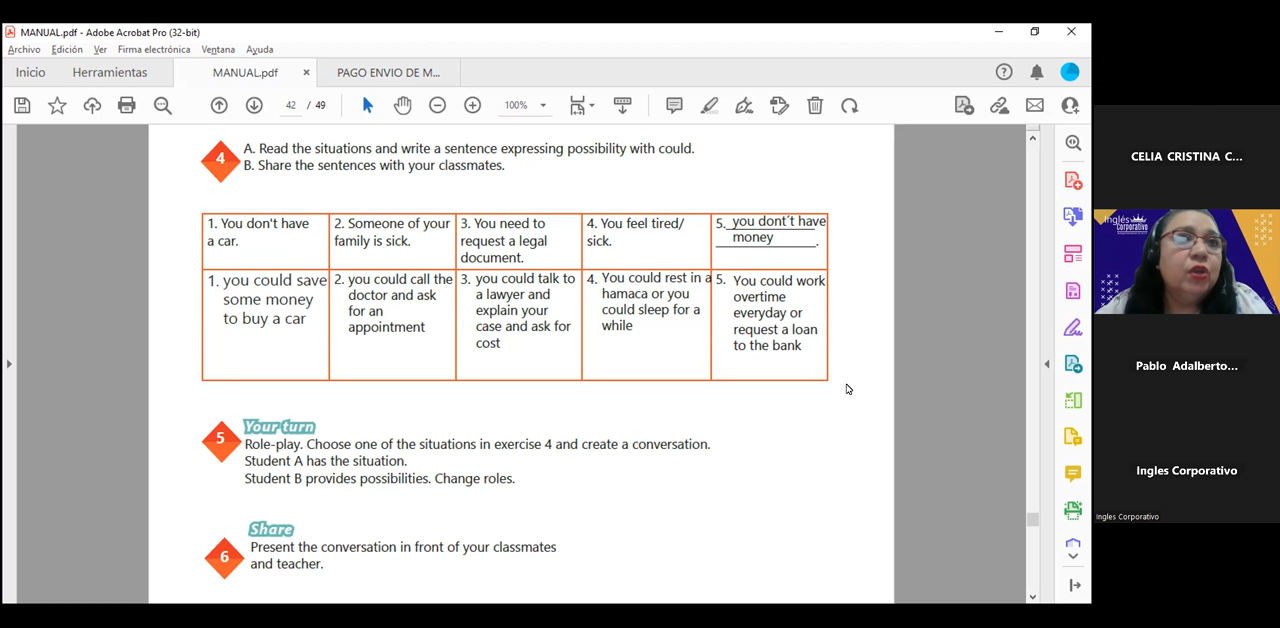 MANUAL.pdf - Adobe Acrobat Pro (32-bit)
Archivo Edición Ver Firma electrónica Ventana Ayuda
Inicio Herramientas MANUAL.pdf × PAGO ENVIO DE M...
42 / 49 100%
4
A. Read the situations and write a sentence expressing possibility with could.
B. Share the sentences with your classmates.
1. You don't have
a car.
2. Someone of your
family is sick.
3. You need to
request a legal
document.
4. You feel tired/
sick.
5. you dont´t have
money
.
1. you could save
some money
to buy a car
2. you could call the
doctor and ask
for an
appointment
3. you could talk to
a lawyer and
explain your
case and ask for
cost
4. You could rest in a
hamaca or you
could sleep for a
while
5. You could work
overtime
everyday or
request a loan
to the bank
5
Your turn
Role-play. Choose one of the situations in exercise 4 and create a conversation.
Student A has the situation.
Student B provides possibilities. Change roles.
6
Share
Present the conversation in front of your classmates
and teacher.
CELIA CRISTINA C...
Inglés
Corporativo
Pablo Adalberto...
Ingles Corporativo
Ingles Corporativo